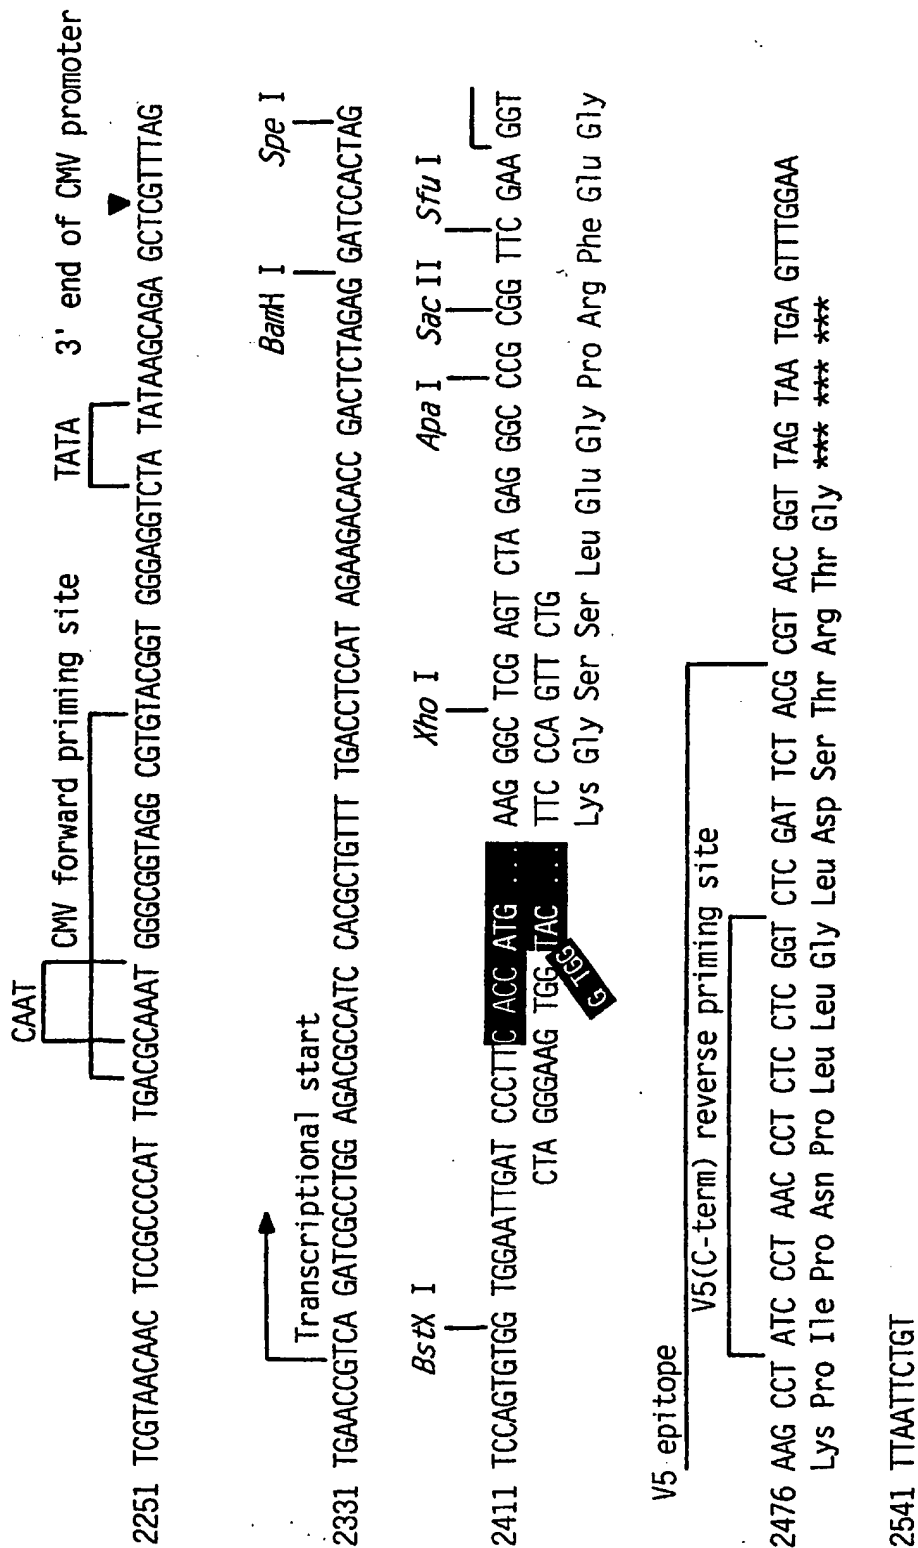 CAAT
CMV forward priming site
TATA
3' end of CMV promoter
2251 TCGTAACAAC TCCGCCCCAT TGACGCAAAT GGGCGGTAGG CGTGTACGGT GGGAGGTCTA TATAAGCAGA GCTCGTTTAG
Transcriptional start
BamH I
Spe I
2331 TGAACCGTCA GATCGCCTGG AGACGCCATC CACGCTGTTT TGACCTCCAT AGAAGACACC GACTCTAGAG GATCCACTAG
BstX I
Xho I
Apa I
Sac II
Sfu I
2411 TCCAGTGTGG TGGAATTGAT CCCTTC ACC ATG ... AAG GGC TCG AGT CTA GAG GGC CCG CGG TTC GAA GGT
CTA GGGAAG TGG TAC ... TTC CCA GTT CTG
G TGG
Lys Gly Ser Ser Leu Glu Gly Pro Arg Phe Glu Gly
V5 epitope
V5(C-term) reverse priming site
2476 AAG CCT ATC CCT AAC CCT CTC CTC GGT CTC GAT TCT ACG CGT ACC GGT TAG TAA TGA GTTTGGAA
Lys Pro Ile Pro Asn Pro Leu Leu Gly Leu Asp Ser Thr Arg Thr Gly *** *** ***
2541 TTAATTCTGT